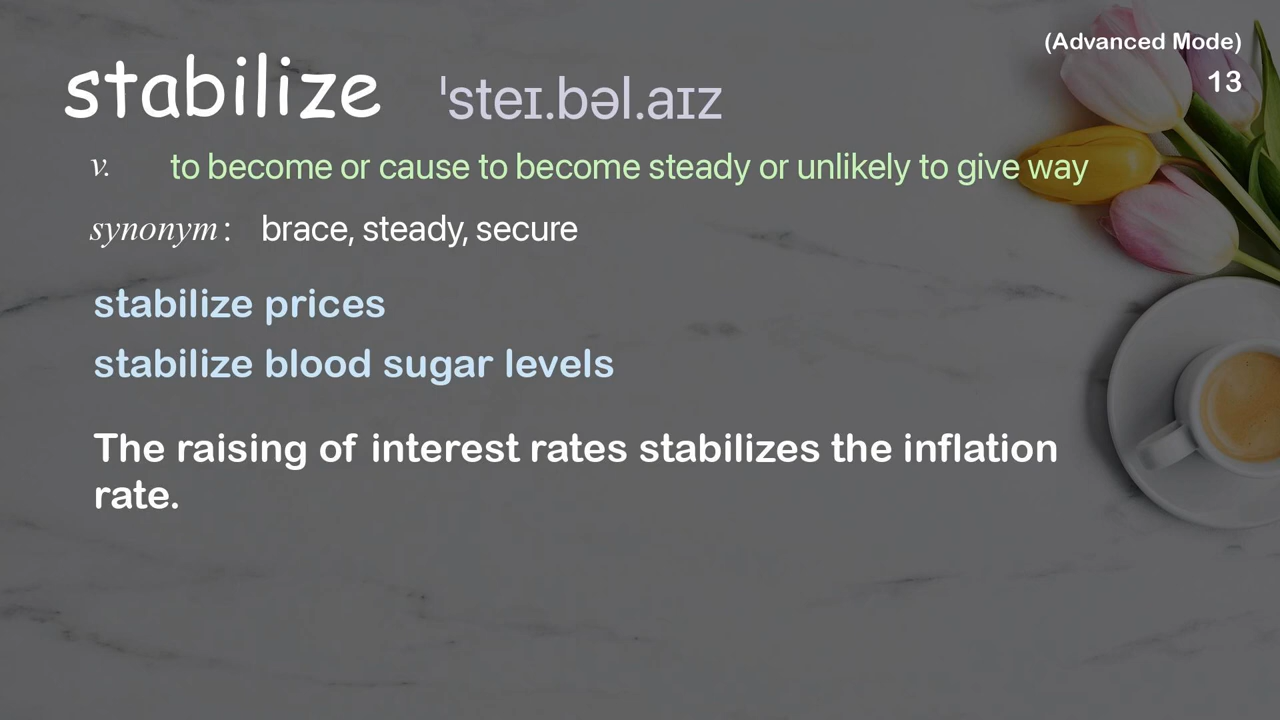 (Advanced Mode)
13
stabilize ˈsteɪ.bəl.aɪz
v. to become or cause to become steady or unlikely to give way
synonym: brace, steady, secure
stabilize prices
stabilize blood sugar levels
The raising of interest rates stabilizes the inflation
rate.